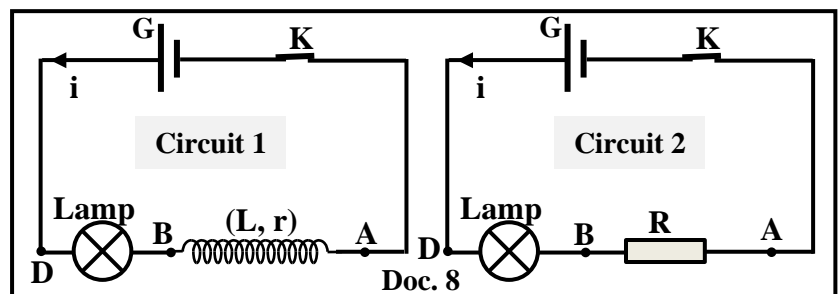 G K G K
i i
Circuit 1 Circuit 2
Lamp (L, r) Lamp R
B A B A
D D
Doc. 8